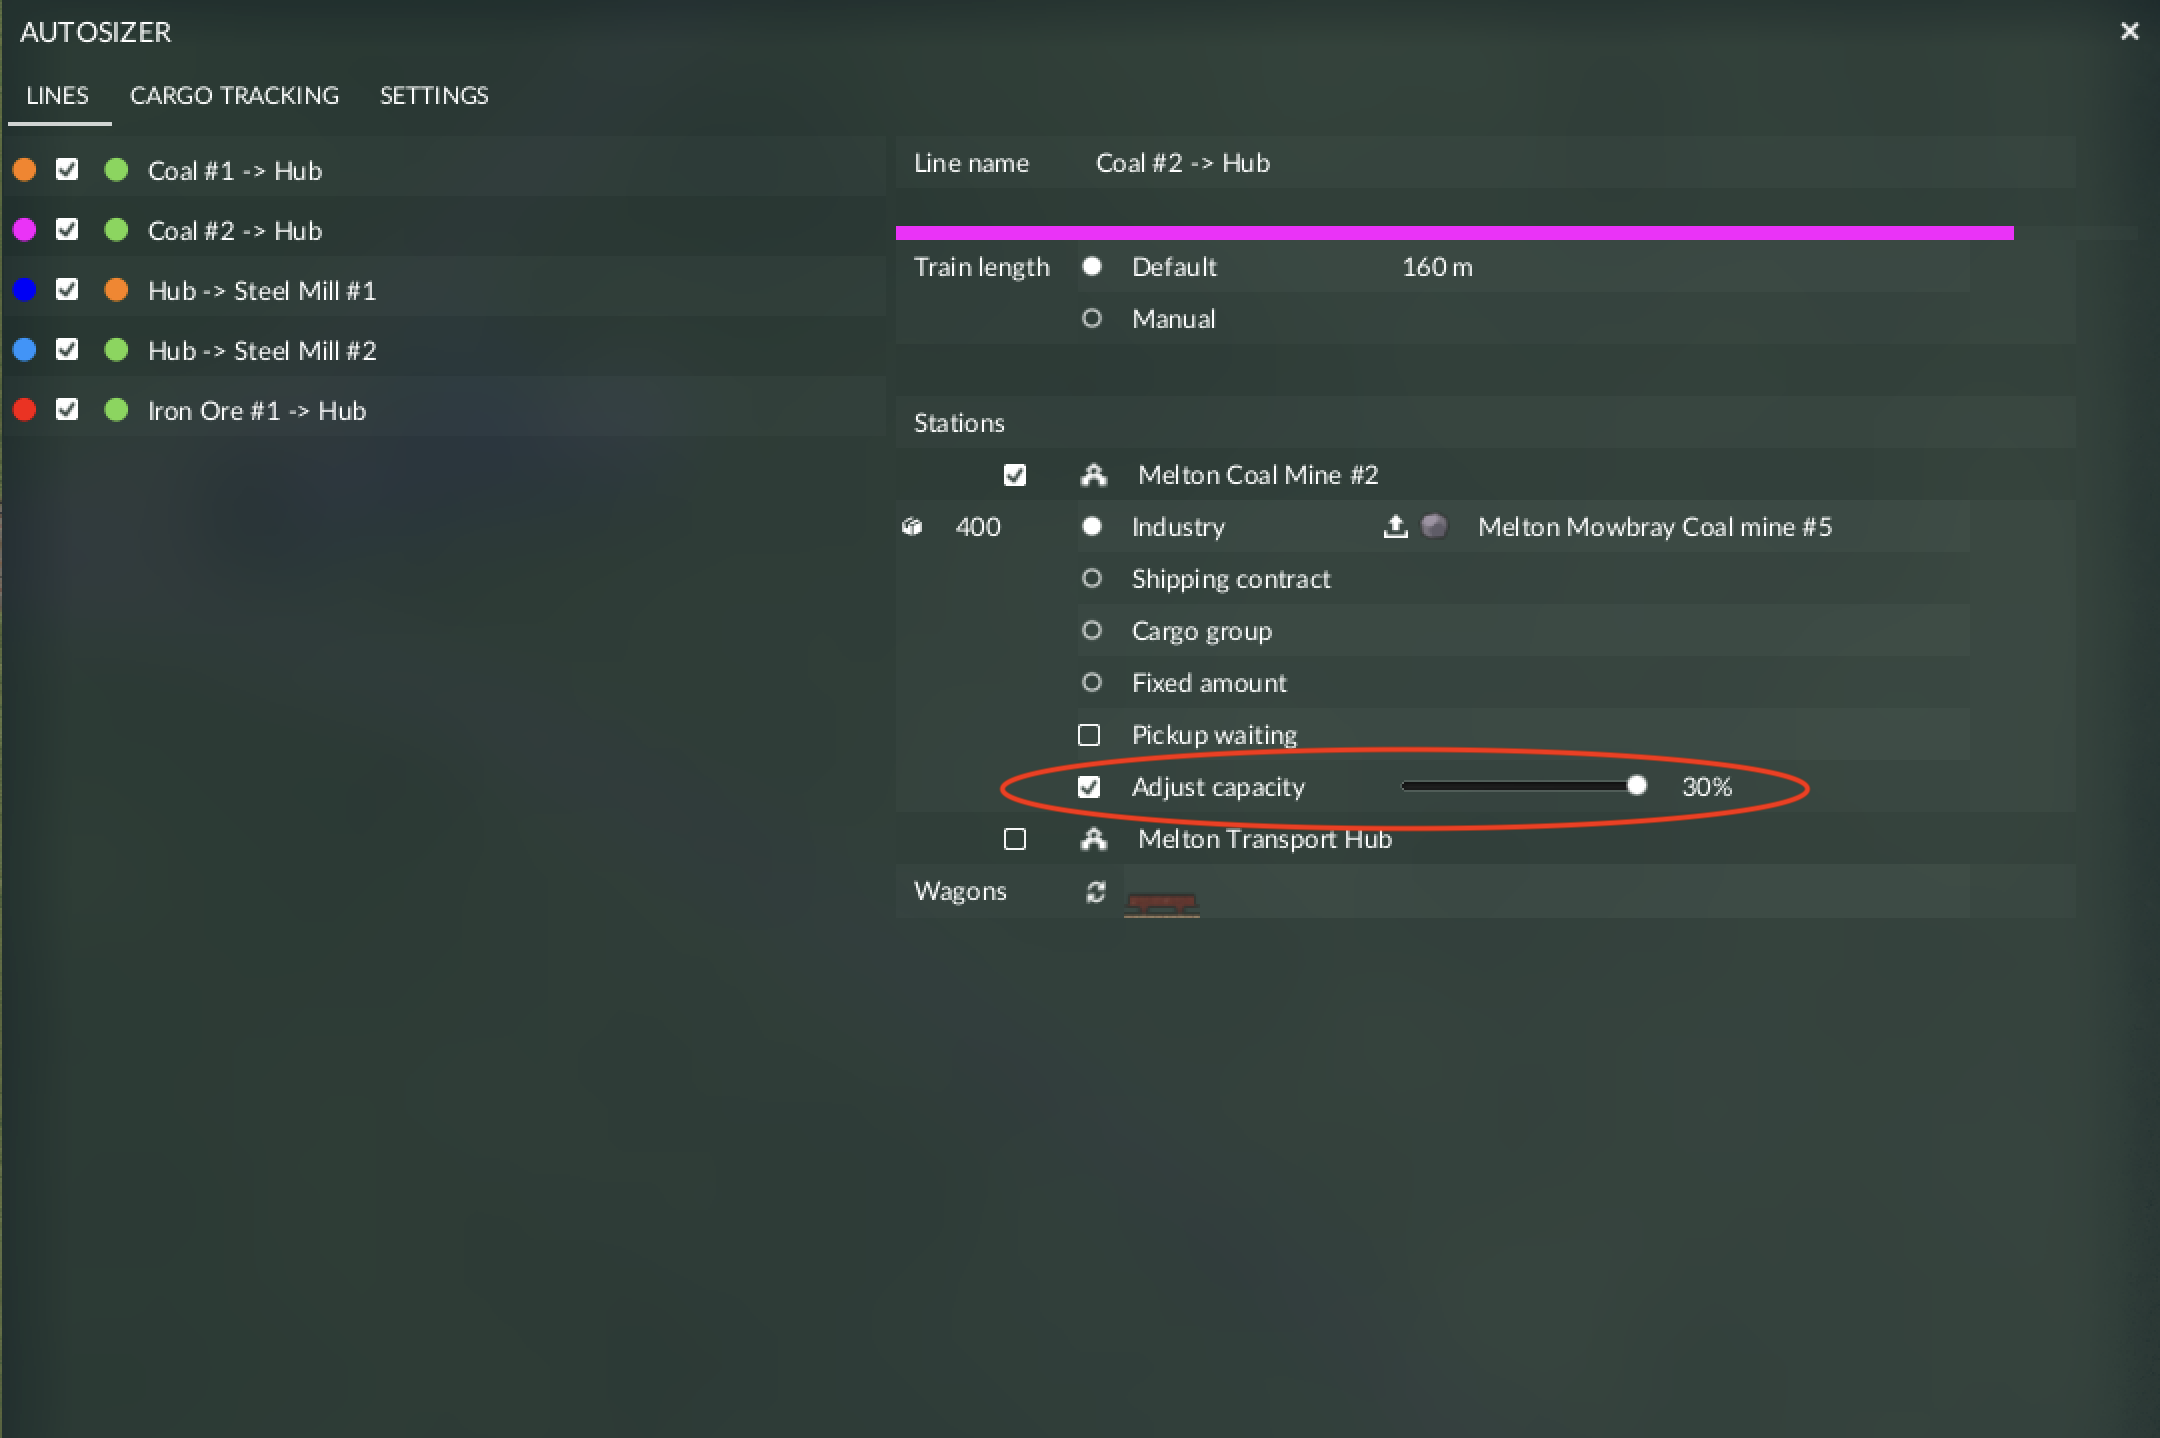 AUTOSIZER
LINES CARGO TRACKING SETTINGS
Coal #1 -> Hub
Coal #2 -> Hub
Hub -> Steel Mill #1
Hub -> Steel Mill #2
Iron Ore #1 -> Hub
Line name Coal #2 -> Hub
Train length Default 160 m
Manual
Stations
Melton Coal Mine #2
400 Industry Melton Mowbray Coal mine #5
Shipping contract
Cargo group
Fixed amount
Pickup waiting
Adjust capacity 30%
Melton Transport Hub
Wagons